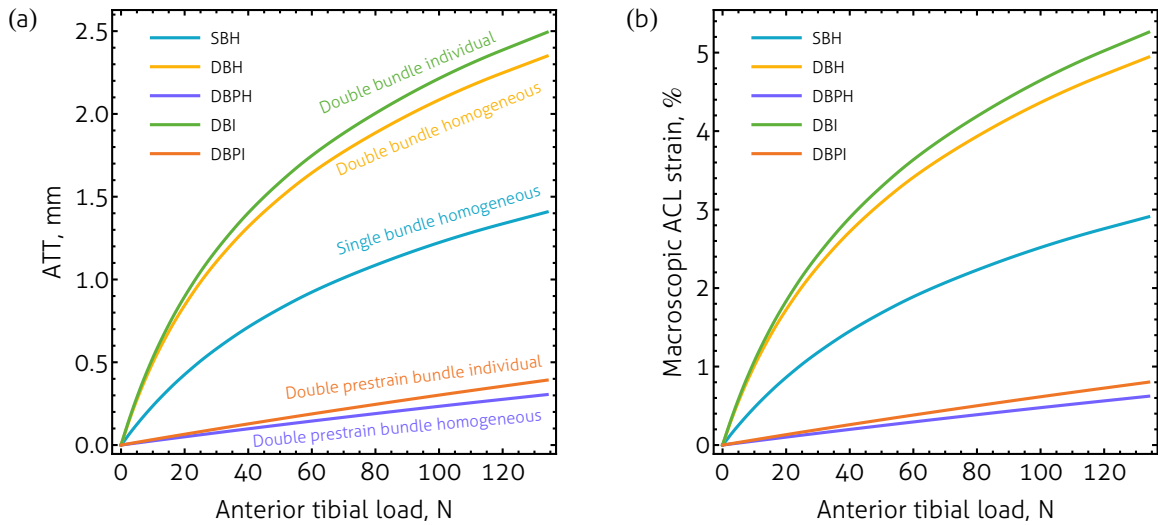 (a)
ATT, mm
2.5
2.0
1.5
1.0
0.5
0.0
SBH
DBH
DBPH
DBI
DBPI
Double bundle individual
Double bundle homogeneous
Single bundle homogeneous
Double prestrain bundle individual
Double prestrain bundle homogeneous
0 20 40 60 80 100 120
Anterior tibial load, N
(b)
Macroscopic ACL strain, %
5
4
3
2
1
0
SBH
DBH
DBPH
DBI
DBPI
0 20 40 60 80 100 120
Anterior tibial load, N